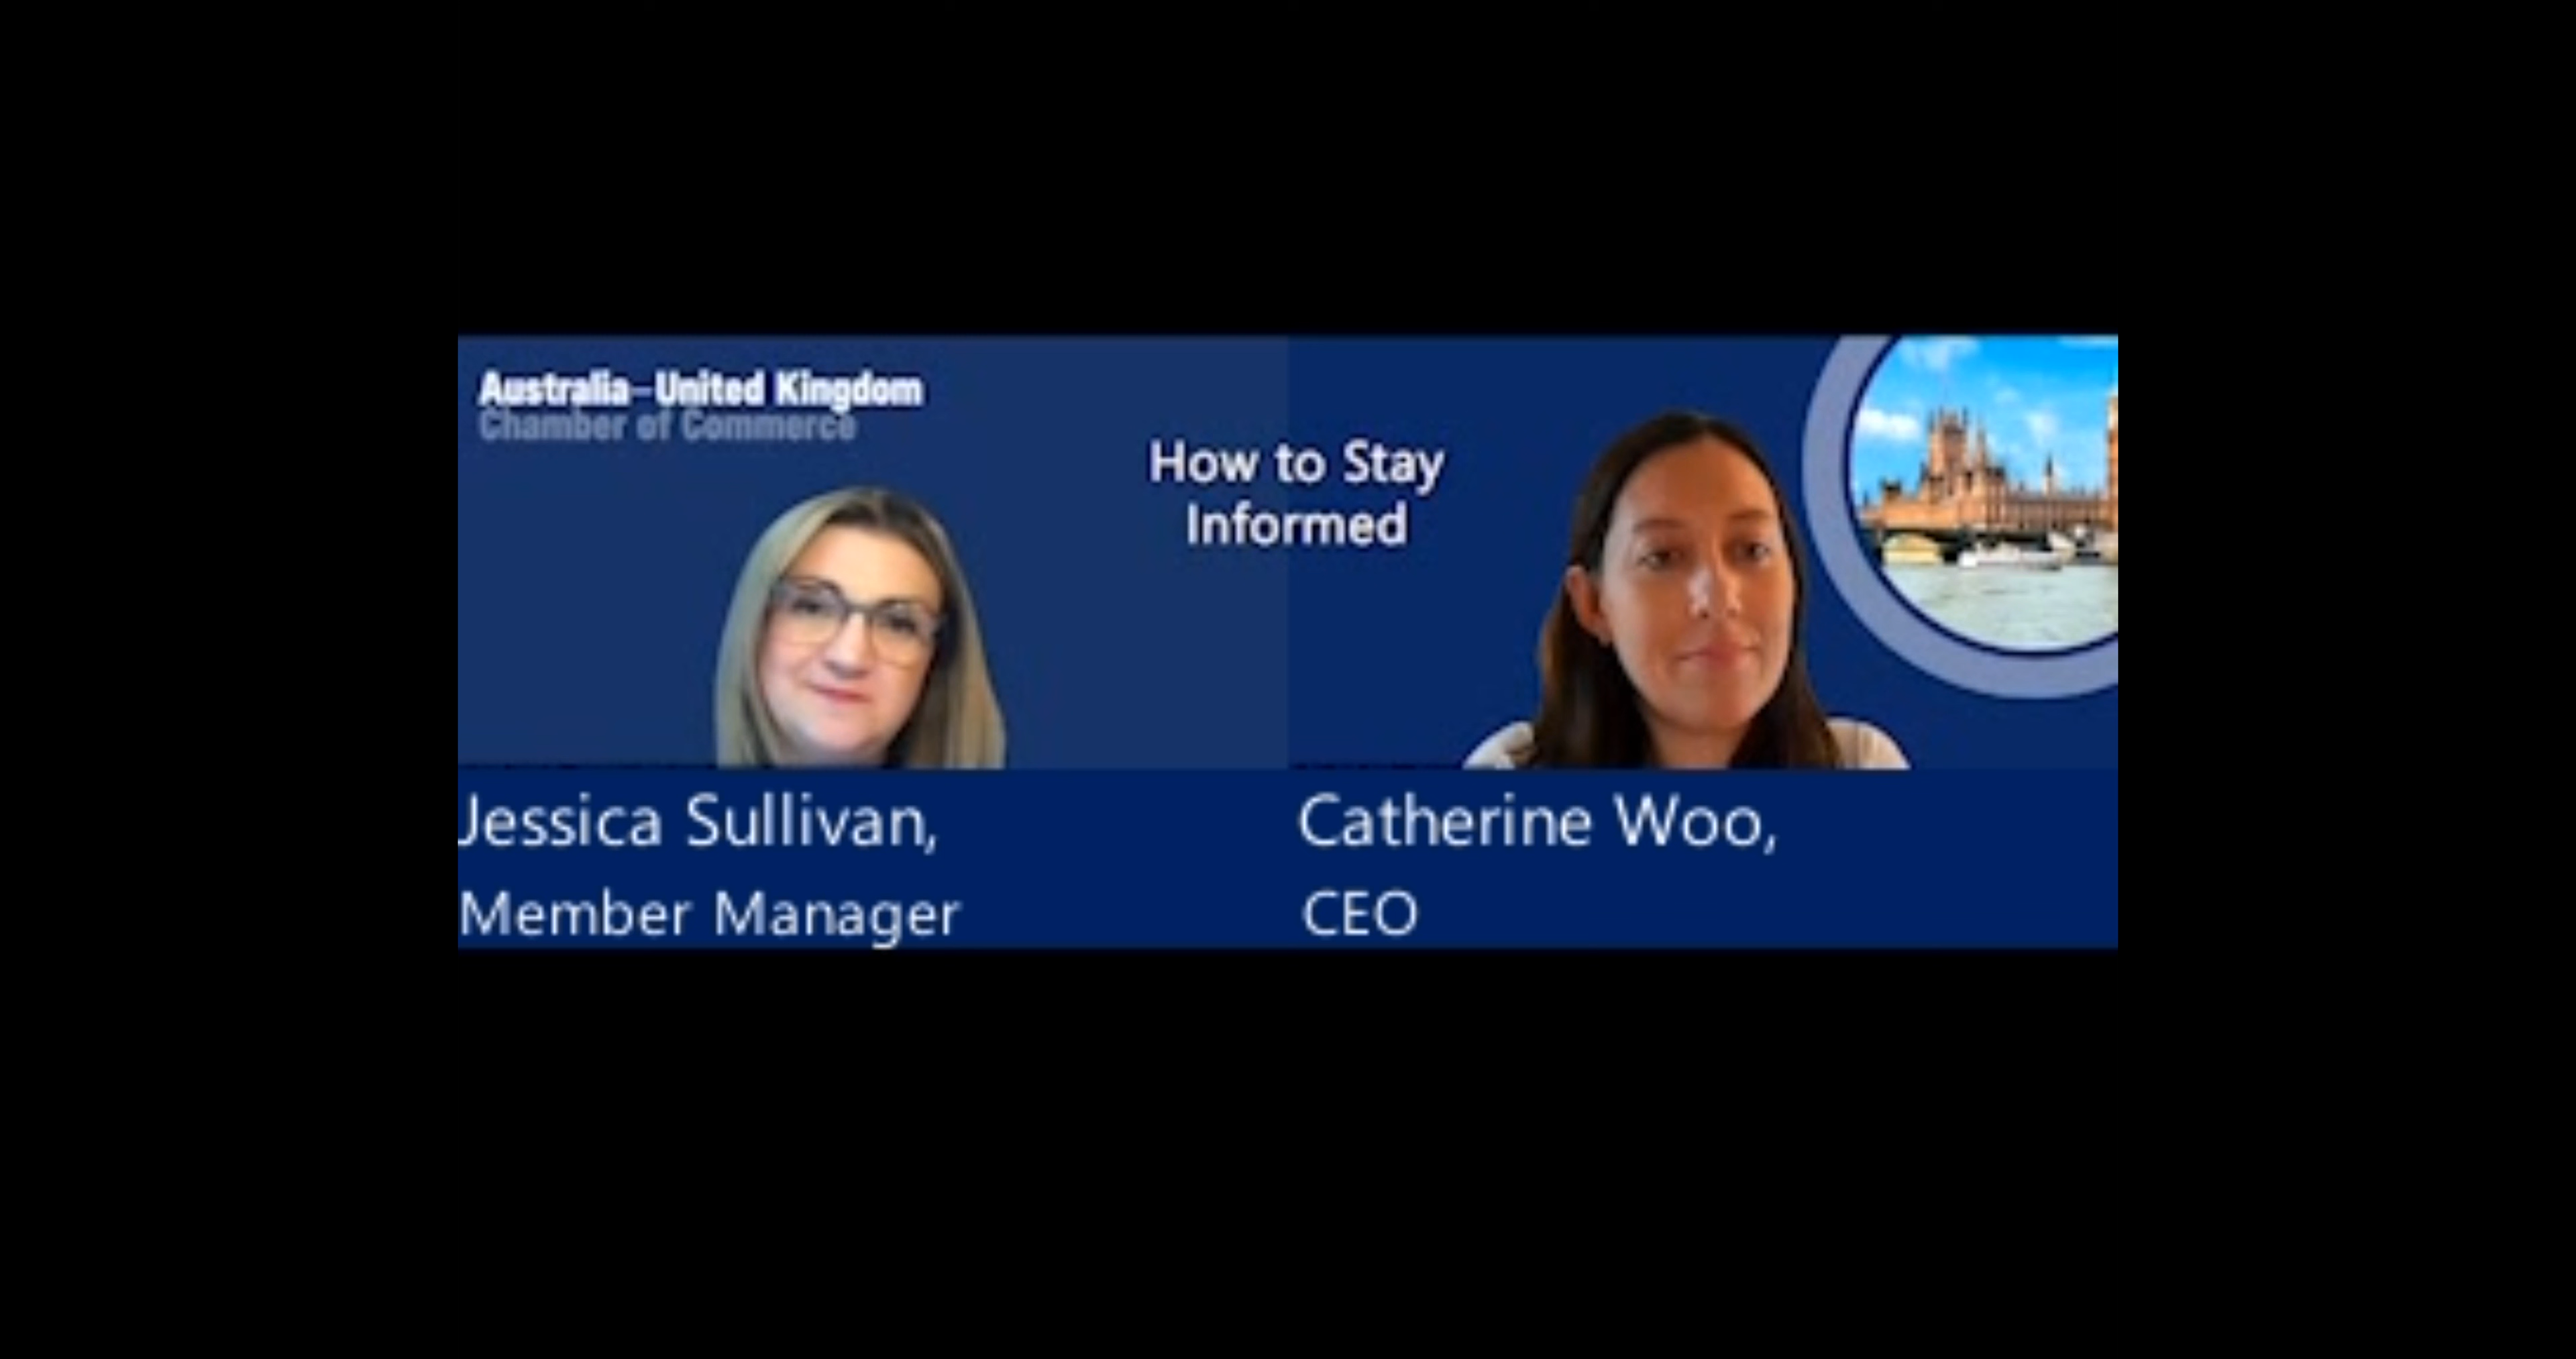 Australia–United Kingdom
Chamber of Commerce
How to Stay
Informed
Jessica Sullivan,
Member Manager
Catherine Woo,
CEO